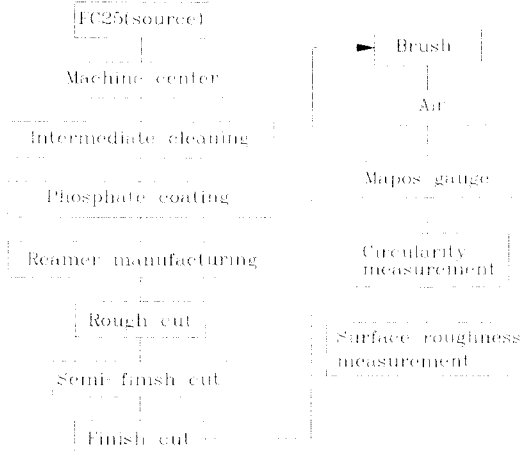 FC25(source)
Machine center
Intermediate cleaning
Phosphate coating
Reamer manufacturing
Rough cut
Semi-finish cut
Finish cut
Brush
Air
Mapos gauge
Circularity
measurement
Surface roughness
measurement